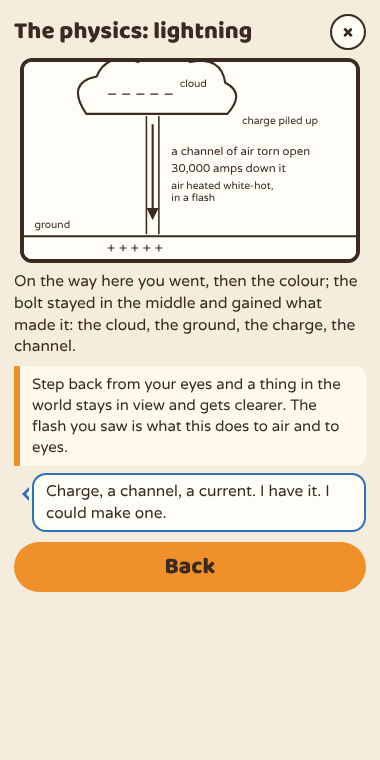 The physics: lightning
×
cloud
– – – – –
charge piled up
a channel of air torn open
30,000 amps down it
air heated white-hot,
in a flash
ground
+ + + + +
On the way here you went, then the colour; the
bolt stayed in the middle and gained what
made it: the cloud, the ground, the charge, the
channel.
Step back from your eyes and a thing in the
world stays in view and gets clearer. The
flash you saw is what this does to air and to
eyes.
Charge, a channel, a current. I have it. I
could make one.
Back